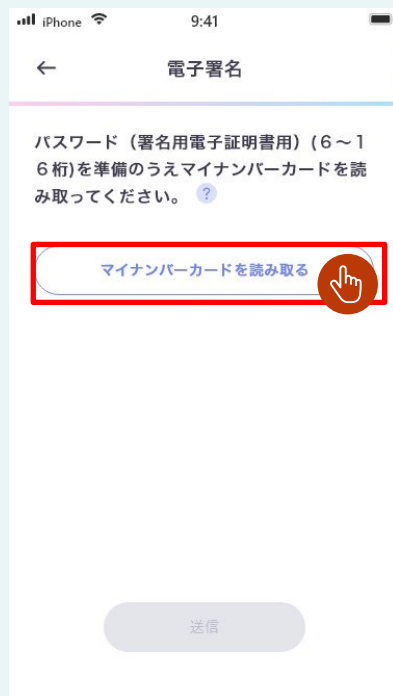 iPhone 9:41
← 電子署名
パスワード（署名用電子証明書用）(６～１
６桁)を準備のうえマイナンバーカードを読
み取ってください。 ?
マイナンバーカードを読み取る
送信